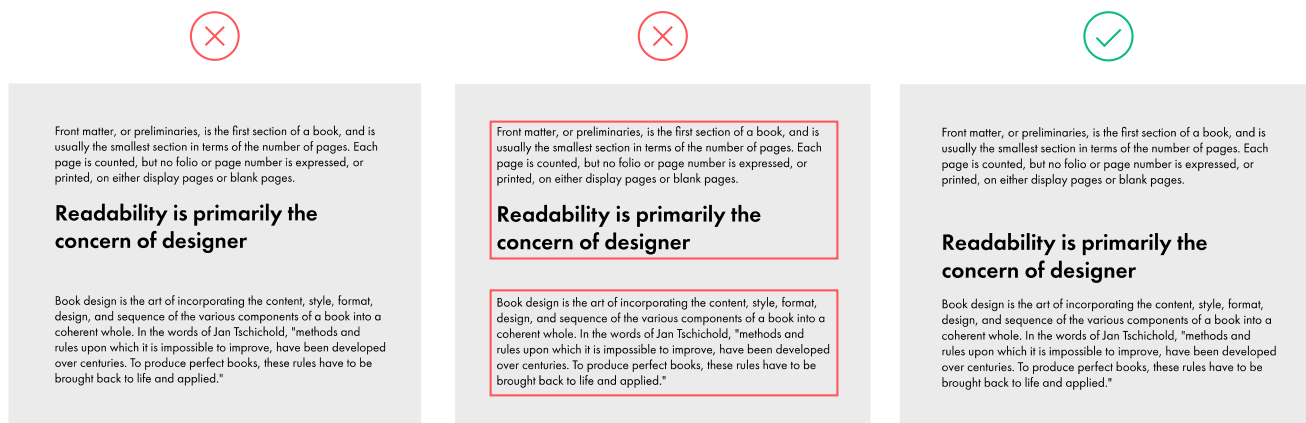 Front matter, or preliminaries, is the first section of a book, and is
usually the smallest section in terms of the number of pages. Each
page is counted, but no folio or page number is expressed, or
printed, on either display pages or blank pages.
Readability is primarily the
concern of designer
Book design is the art of incorporating the content, style, format,
design, and sequence of the various components of a book into a
coherent whole. In the words of Jan Tschichold, "methods and
rules upon which it is impossible to improve, have been developed
over centuries. To produce perfect books, these rules have to be
brought back to life and applied."
Front matter, or preliminaries, is the first section of a book, and is
usually the smallest section in terms of the number of pages. Each
page is counted, but no folio or page number is expressed, or
printed, on either display pages or blank pages.
Readability is primarily the
concern of designer
Book design is the art of incorporating the content, style, format,
design, and sequence of the various components of a book into a
coherent whole. In the words of Jan Tschichold, "methods and
rules upon which it is impossible to improve, have been developed
over centuries. To produce perfect books, these rules have to be
brought back to life and applied."
Front matter, or preliminaries, is the first section of a book, and is
usually the smallest section in terms of the number of pages. Each
page is counted, but no folio or page number is expressed, or
printed, on either display pages or blank pages.
Readability is primarily the
concern of designer
Book design is the art of incorporating the content, style, format,
design, and sequence of the various components of a book into a
coherent whole. In the words of Jan Tschichold, "methods and
rules upon which it is impossible to improve, have been developed
over centuries. To produce perfect books, these rules have to be
brought back to life and applied."